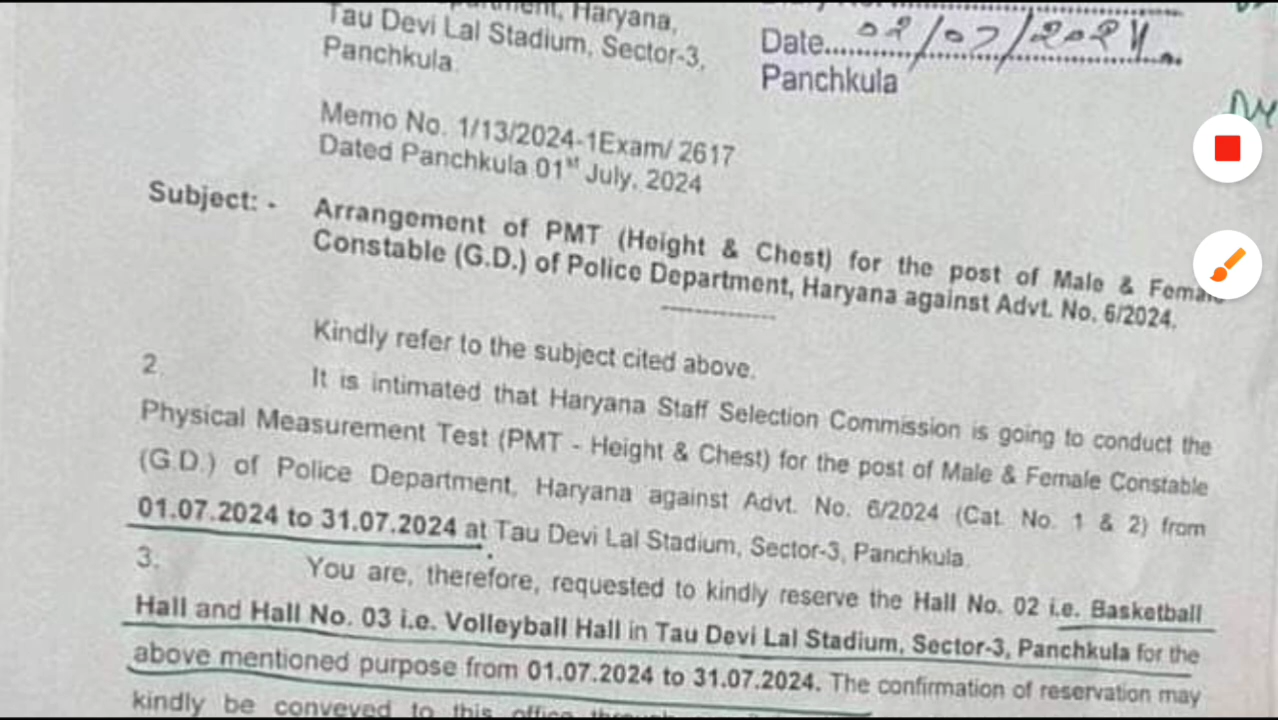 Haryana,
Tau Devi Lal Stadium, Sector-3,
Panchkula
Date 02/07/2024
Panchkula
Memo No. 1/13/2024-1Exam/ 2617
Dated Panchkula 01st July, 2024
Subject: - Arrangement of PMT (Height & Chest) for the post of Male & Female
Constable (G.D.) of Police Department, Haryana against Advt. No. 6/2024.
Kindly refer to the subject cited above.
2. It is intimated that Haryana Staff Selection Commission is going to conduct the
Physical Measurement Test (PMT - Height & Chest) for the post of Male & Female Constable
(G.D.) of Police Department, Haryana against Advt. No. 6/2024 (Cat. No. 1 & 2) from
01.07.2024 to 31.07.2024 at Tau Devi Lal Stadium, Sector-3, Panchkula.
3. You are, therefore, requested to kindly reserve the Hall No. 02 i.e. Basketball
Hall and Hall No. 03 i.e. Volleyball Hall in Tau Devi Lal Stadium, Sector-3, Panchkula for the
above mentioned purpose from 01.07.2024 to 31.07.2024. The confirmation of reservation may
kindly be conveyed to this office